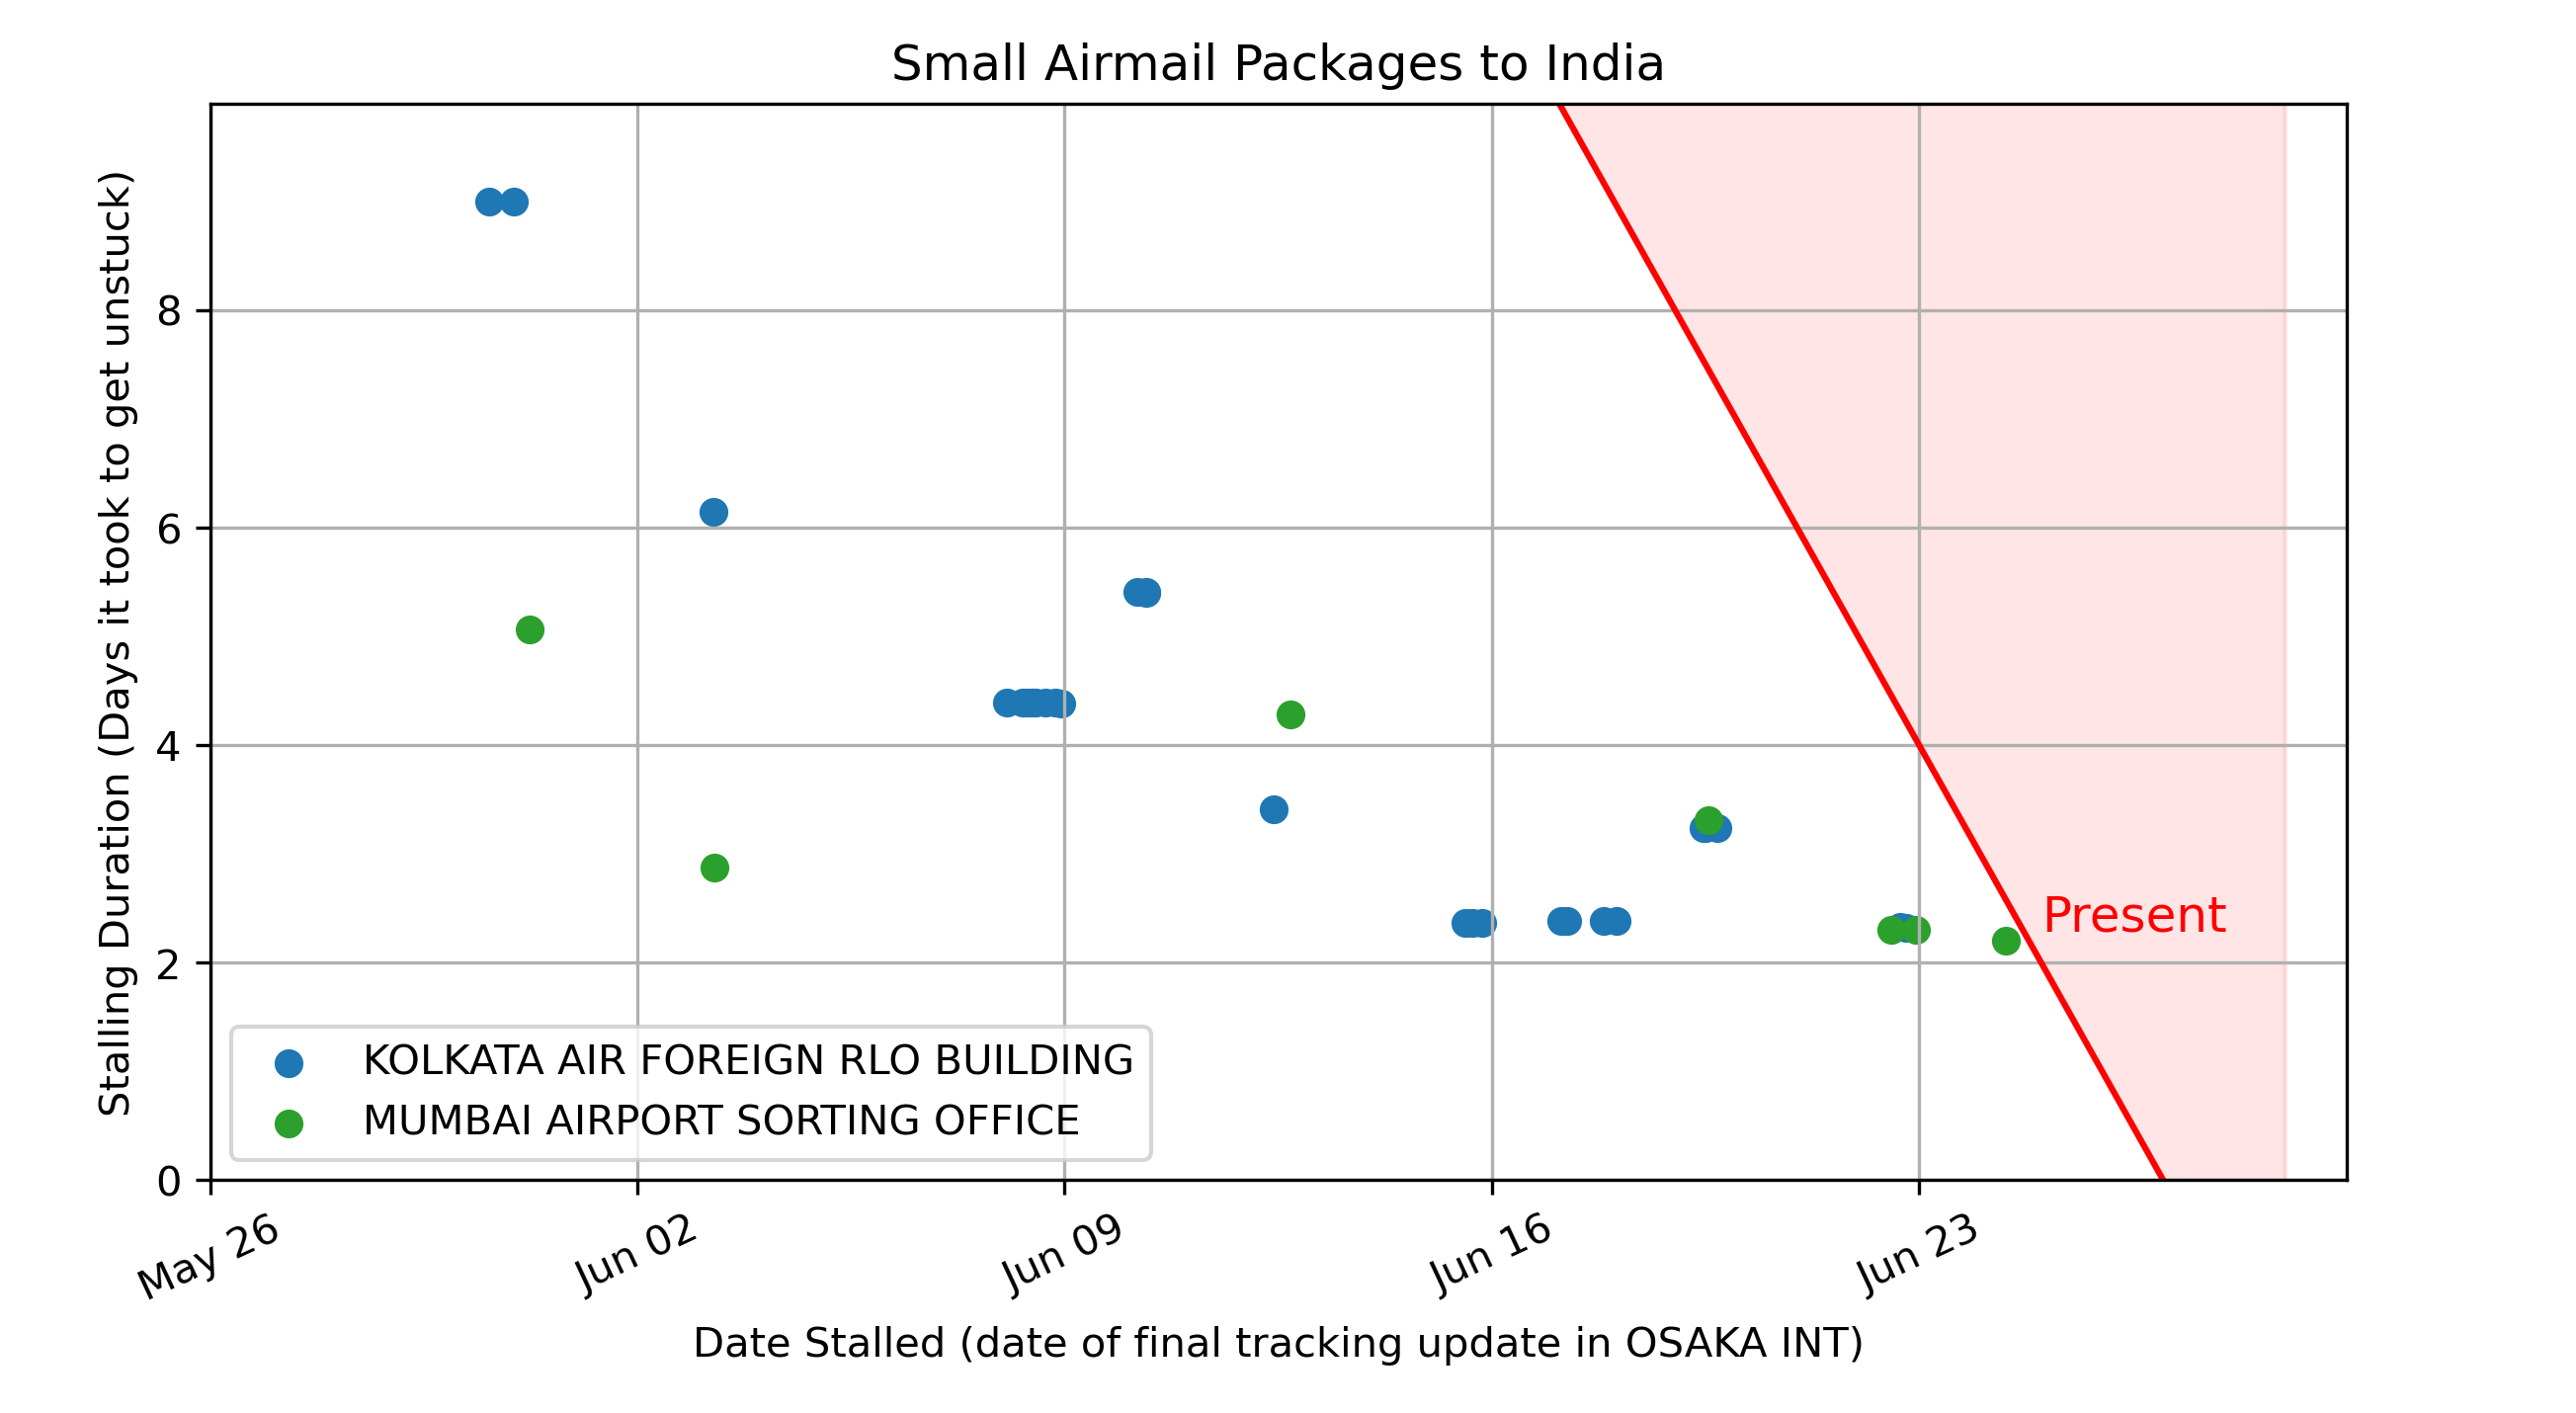 Small Airmail Packages to India
Stalling Duration (Days it took to get unstuck)
8
6
4
2
0
Present
KOLKATA AIR FOREIGN RLO BUILDING
MUMBAI AIRPORT SORTING OFFICE
May 26
Jun 02
Jun 09
Jun 16
Jun 23
Date Stalled (date of final tracking update in OSAKA INT)